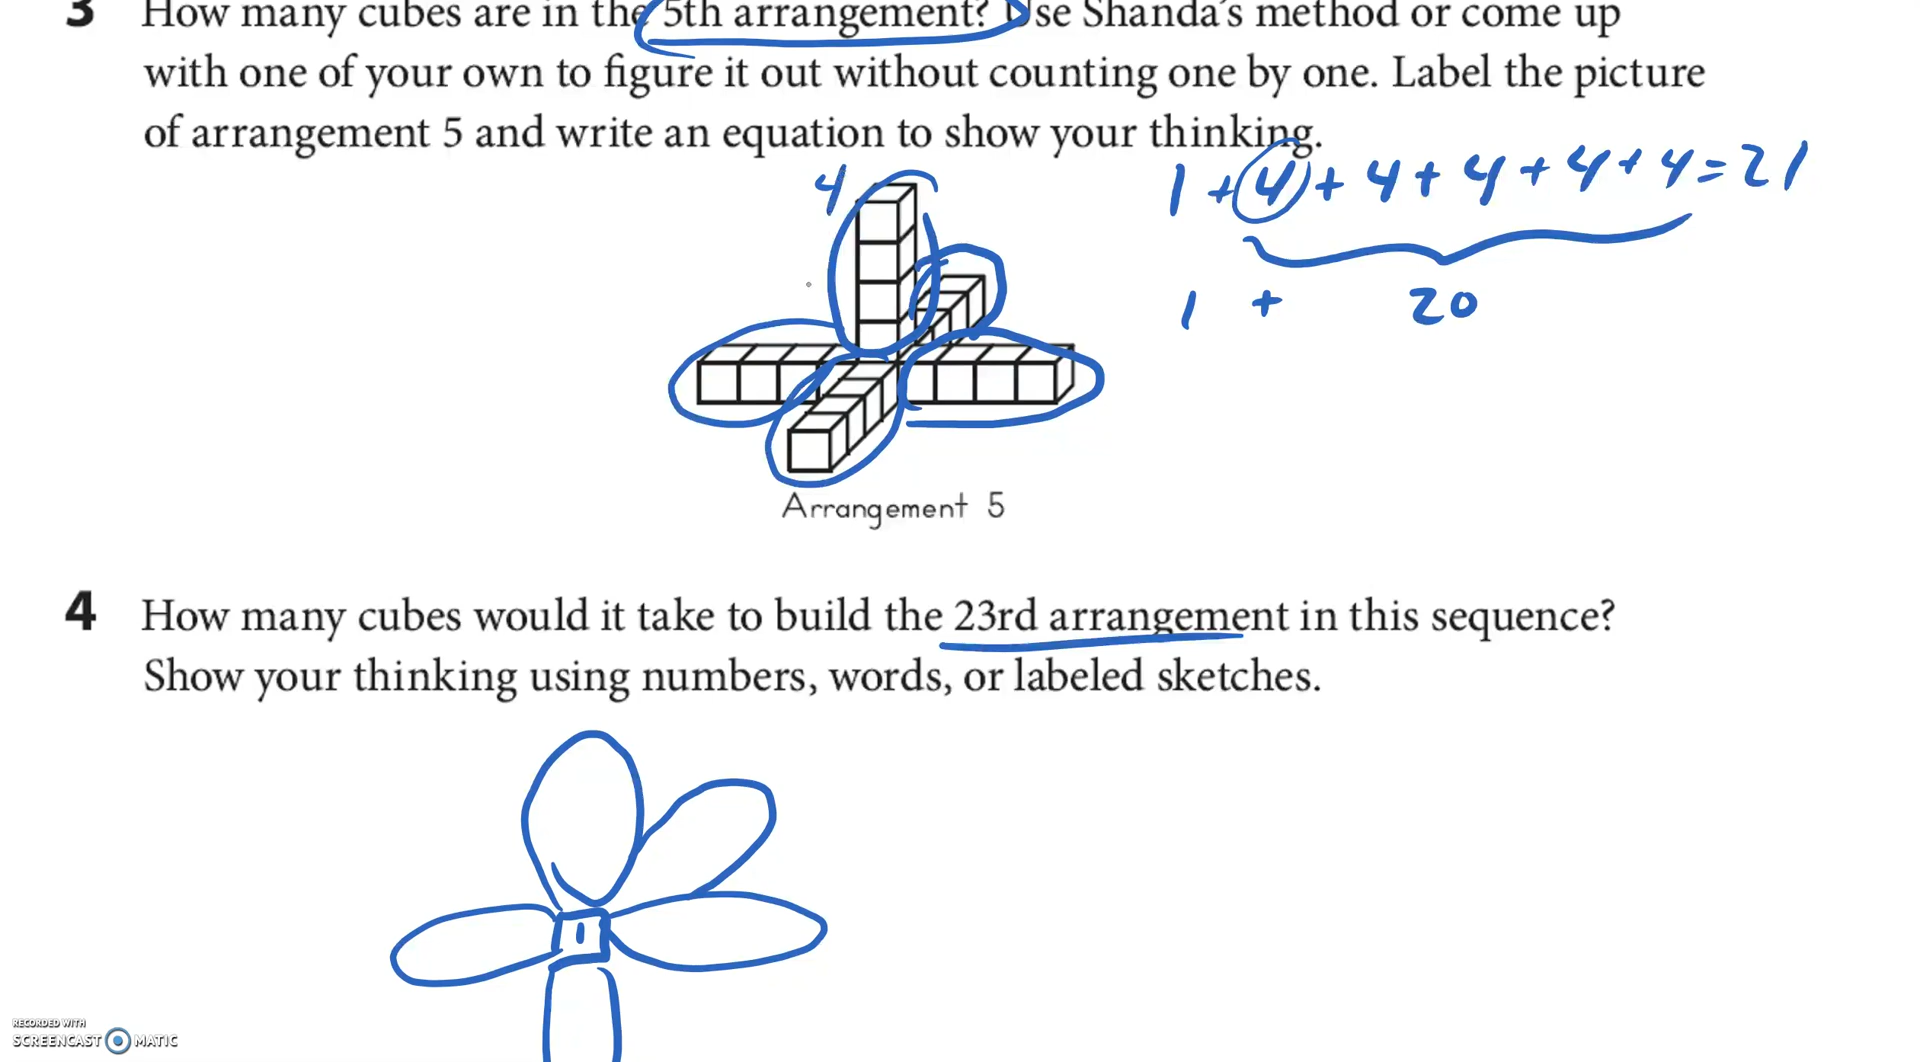 3 How many cubes are in the 5th arrangement? Use Shanda's method or come up
with one of your own to figure it out without counting one by one. Label the picture
of arrangement 5 and write an equation to show your thinking.
4
1 + 4 + 4 + 4 + 4 + 4 = 21
1 + 20
Arrangement 5
4 How many cubes would it take to build the 23rd arrangement in this sequence?
Show your thinking using numbers, words, or labeled sketches.
1
RECORDED WITH
SCREENCAST MATIC